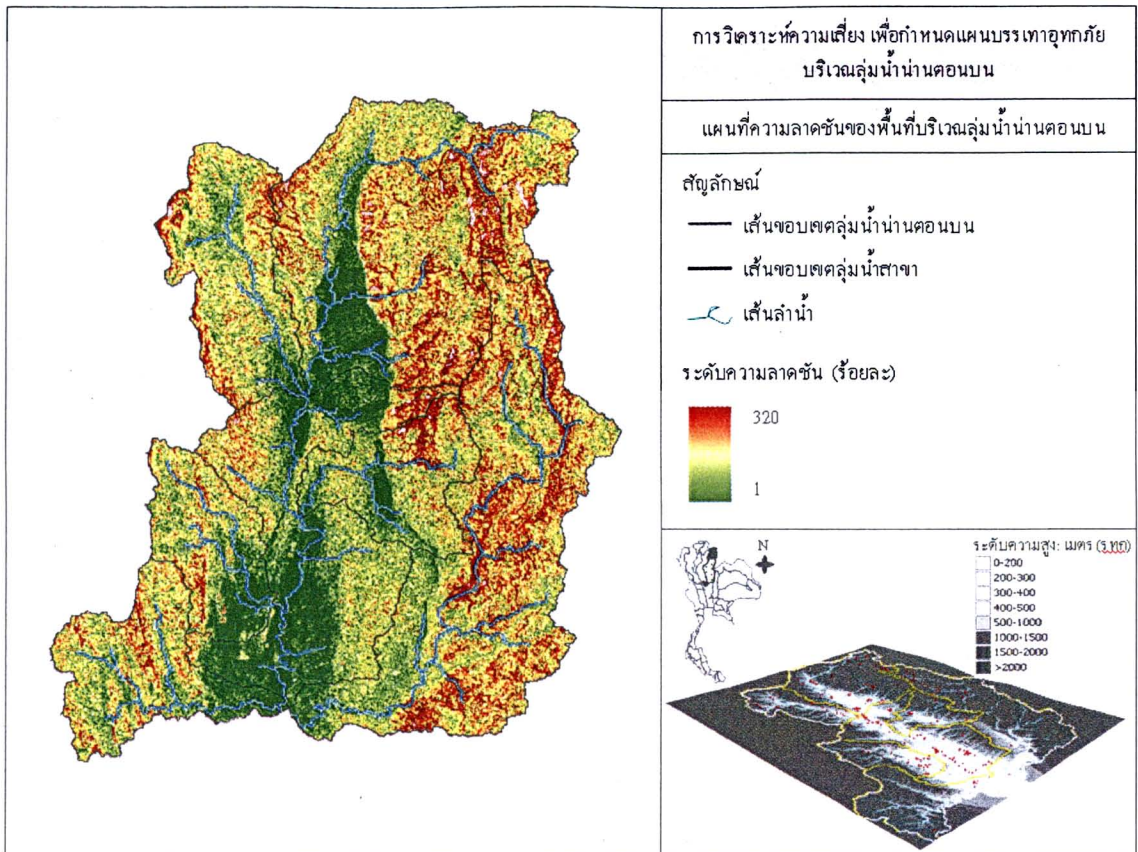 การวิเคราะห์ความเสี่ยง เพื่อกำหนดแผนบรรเทาอุทกภัย
บริเวณลุ่มน้ำน่านตอนบน
แผนที่ความลาดชันของพื้นที่บริเวณลุ่มน้ำน่านตอนบน
สัญลักษณ์
เส้นขอบเขตลุ่มน้ำน่านตอนบน
เส้นขอบเขตลุ่มน้ำสาขา
เส้นลำน้ำ
ระดับความลาดชัน (ร้อยละ)
320
1
N
ระดับความสูง: เมตร (ร.ทก)
0-200
200-300
300-400
400-500
500-1000
1000-1500
1500-2000
>2000